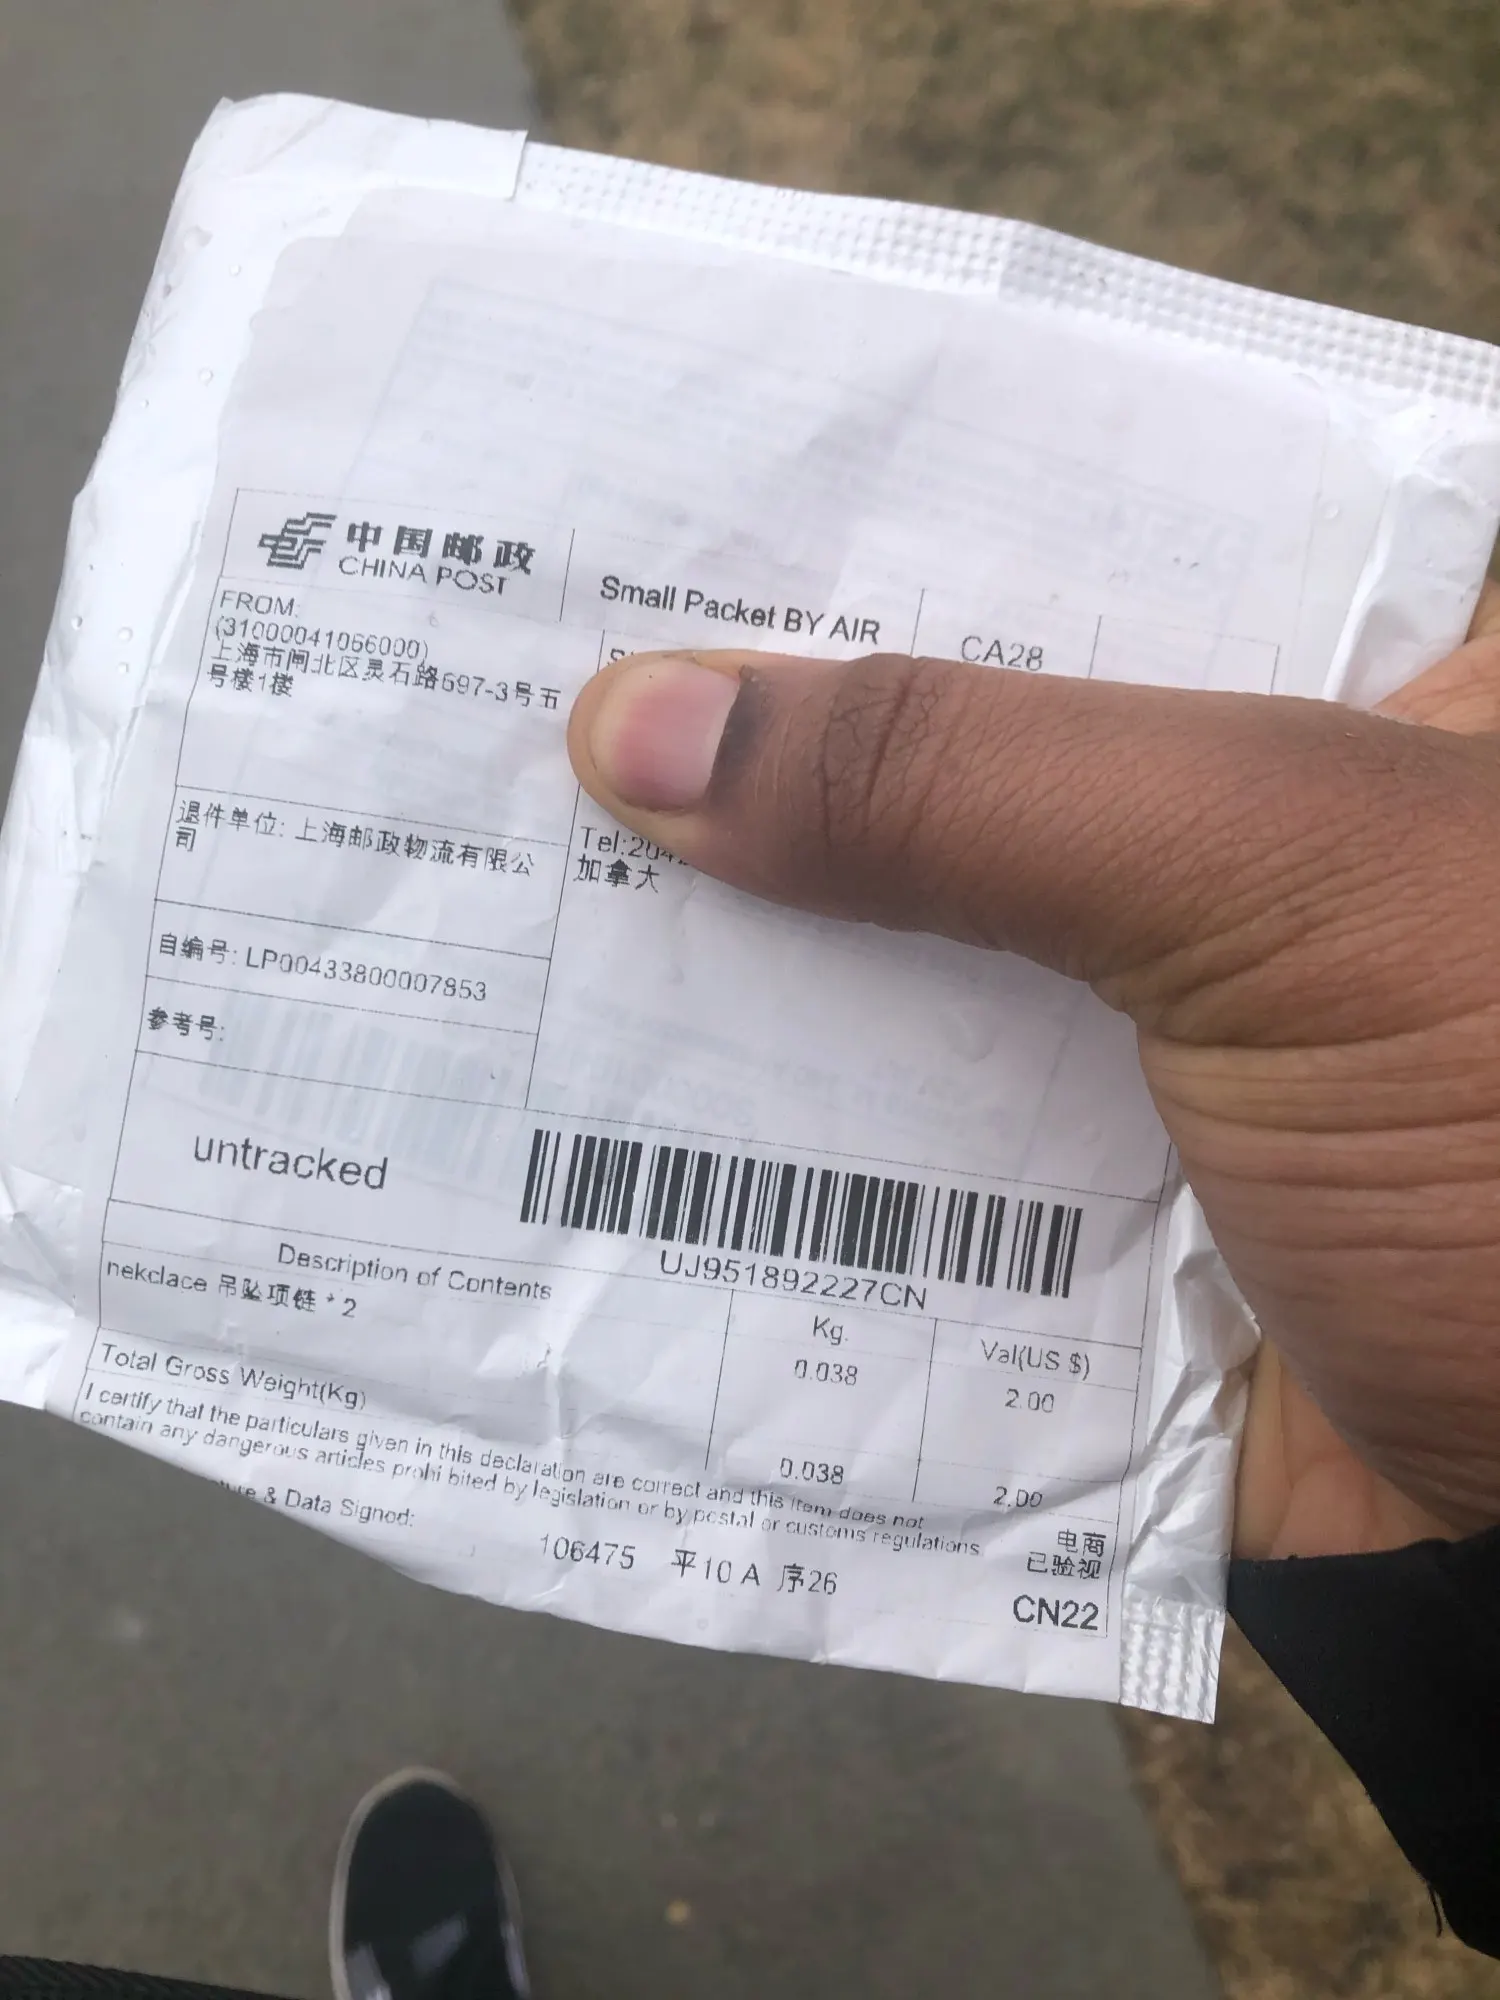 中国邮政
CHINA POST
Small Packet BY AIR
CA28
FROM:
(31000041066000)
上海市闸北区灵石路697-3号五
号楼1楼
退件单位: 上海邮政物流有限公
司
Tel:204
加拿大
自编号: LP00433800007853
参考号:
untracked
UJ951892227CN
Description of Contents
Kg.
Val(US $)
nekclace 吊坠项链 * 2
0.038
2.00
Total Gross Weight(Kg)
0.038
2.00
I certify that the particulars given in this declaration are correct and this item does not
contain any dangerous articles prohi bited by legislation or by postal or customs regulations
& Data Signed:
电商
已验视
106475 平10 A 序26
CN22